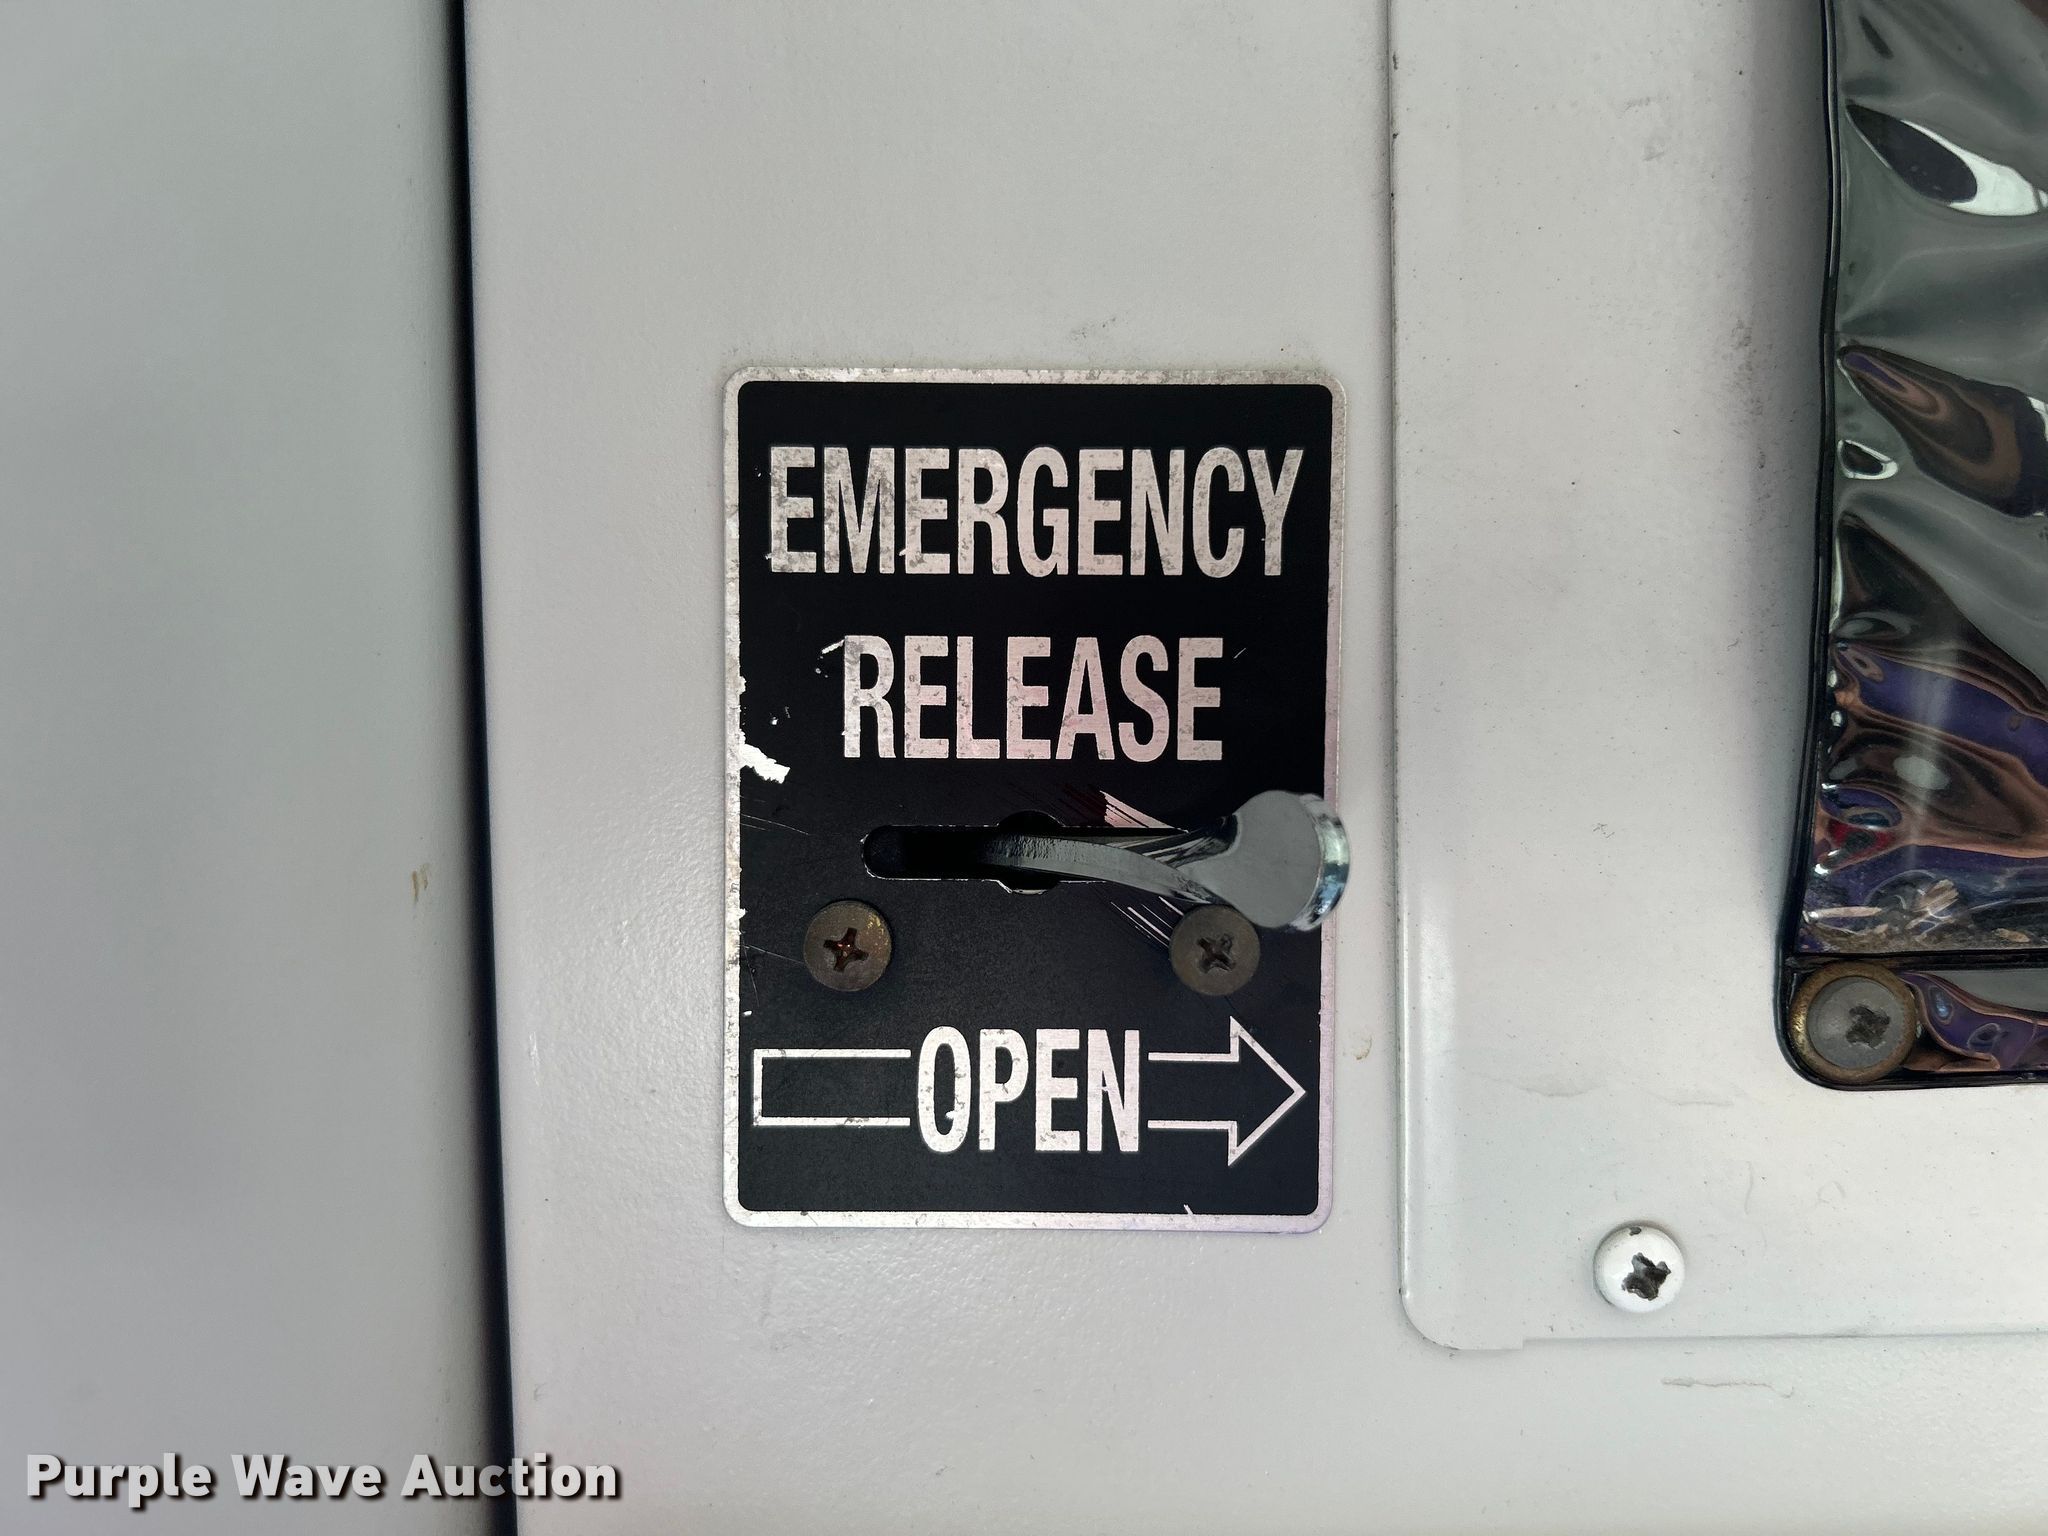 EMERGENCY
RELEASE
OPEN
Purple Wave Auction